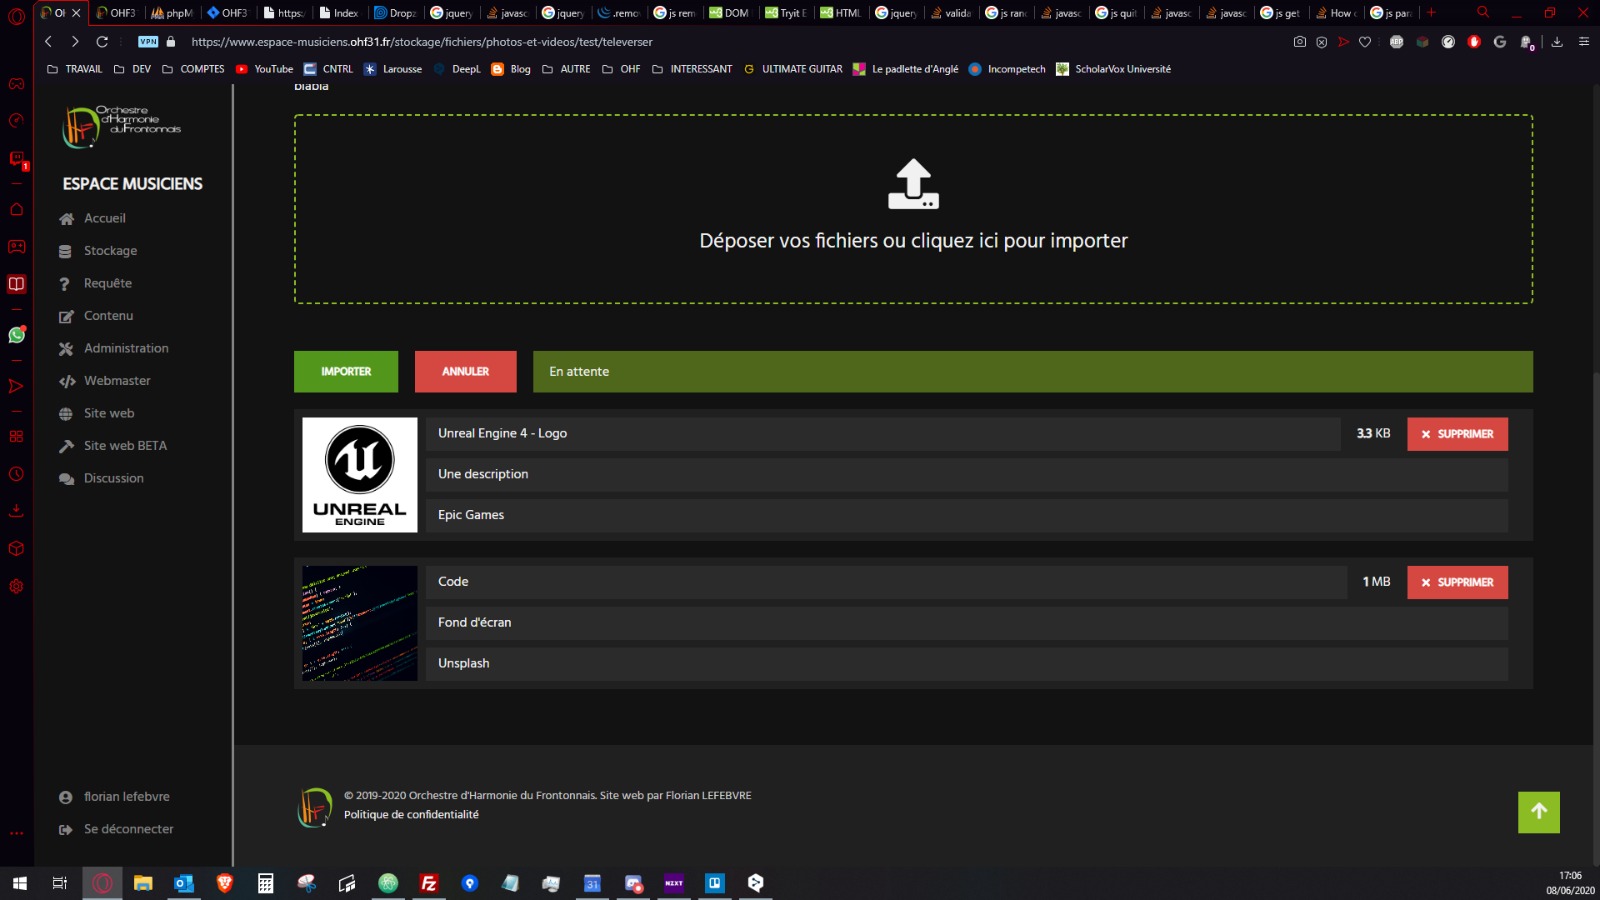 OH
OHF3
phpM
OHF3
https:
Index
Dropz
jquery
javasc
jquery
.remov
js rem
DOM
Tryit E
HTML
jquery
valida
js ran
javasc
js quit
javasc
javasc
js get
How
js par
VPN
https://www.espace-musiciens.ohf31.fr/stockage/fichiers/photos-et-videos/test/televerser
TRAVAIL
DEV
COMPTES
YouTube
CNTRL
Larousse
DeepL
Blog
AUTRE
OHF
INTERESSANT
ULTIMATE GUITAR
Le padlette d'Anglé
Incompetech
ScholarVox Université
Orchestre
d'Harmonie
du Frontonnais
ESPACE MUSICIENS
Accueil
Stockage
Requête
Contenu
Administration
Webmaster
Site web
Site web BETA
Discussion
florian lefebvre
Se déconnecter
blabla
Déposer vos fichiers ou cliquez ici pour importer
IMPORTER
ANNULER
En attente
UNREAL
ENGINE
Unreal Engine 4 - Logo
3.3 KB
SUPPRIMER
Une description
Epic Games
Code
1 MB
SUPPRIMER
Fond d'écran
Unsplash
© 2019-2020 Orchestre d'Harmonie du Frontonnais. Site web par Florian LEFEBVRE
Politique de confidentialité
17:06
08/06/2020